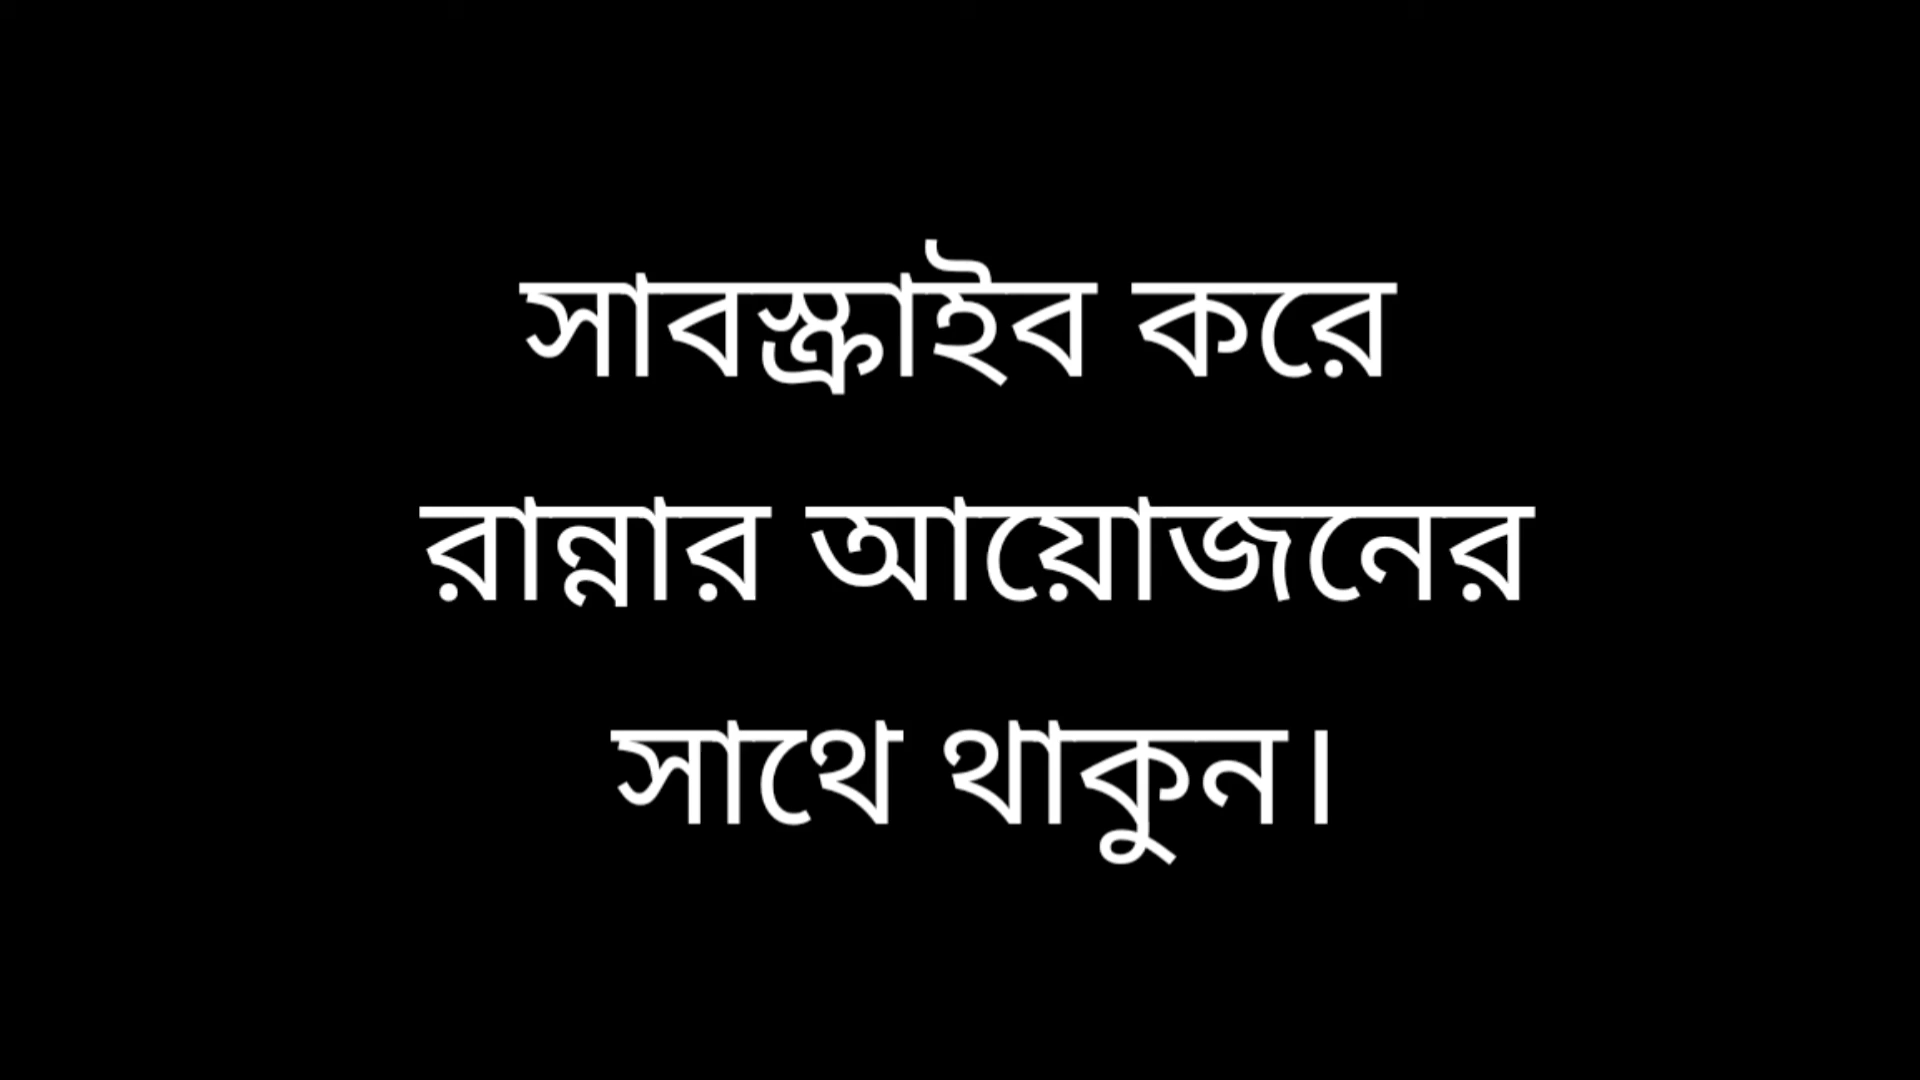 সাবস্ক্রাইব করে
রান্নার আয়োজনের
সাথে থাকুন।